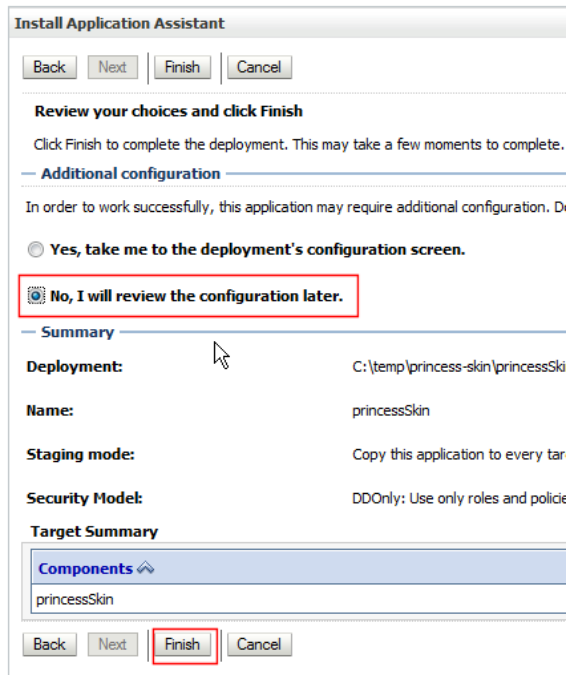 Install Application Assistant
Back Next Finish Cancel
Review your choices and click Finish
Click Finish to complete the deployment. This may take a few moments to complete.
Additional configuration
In order to work successfully, this application may require additional configuration.
Yes, take me to the deployment's configuration screen.
No, I will review the configuration later.
Summary
Deployment: C:\temp\princess-skin\princessSki
Name: princessSkin
Staging mode: Copy this application to every tar
Security Model: DDOnly: Use only roles and policie
Target Summary
Components
princessSkin
Back Next Finish Cancel